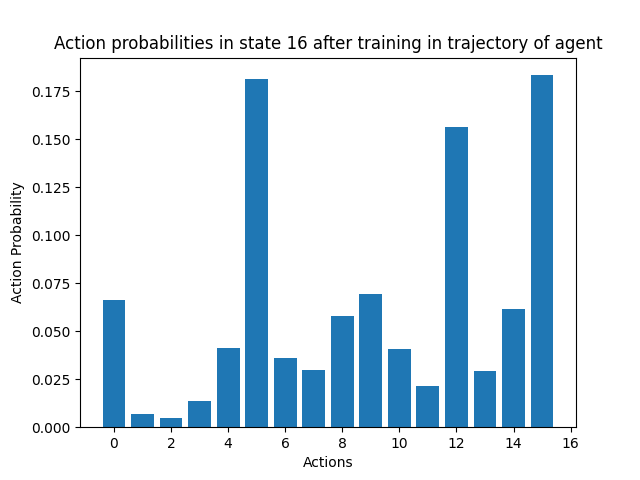 Action probabilities in state 16 after training in trajectory of agent
0.175
0.150
0.125
0.100
0.075
0.050
0.025
0.000
Action Probability
0 2 4 6 8 10 12 14 16
Actions